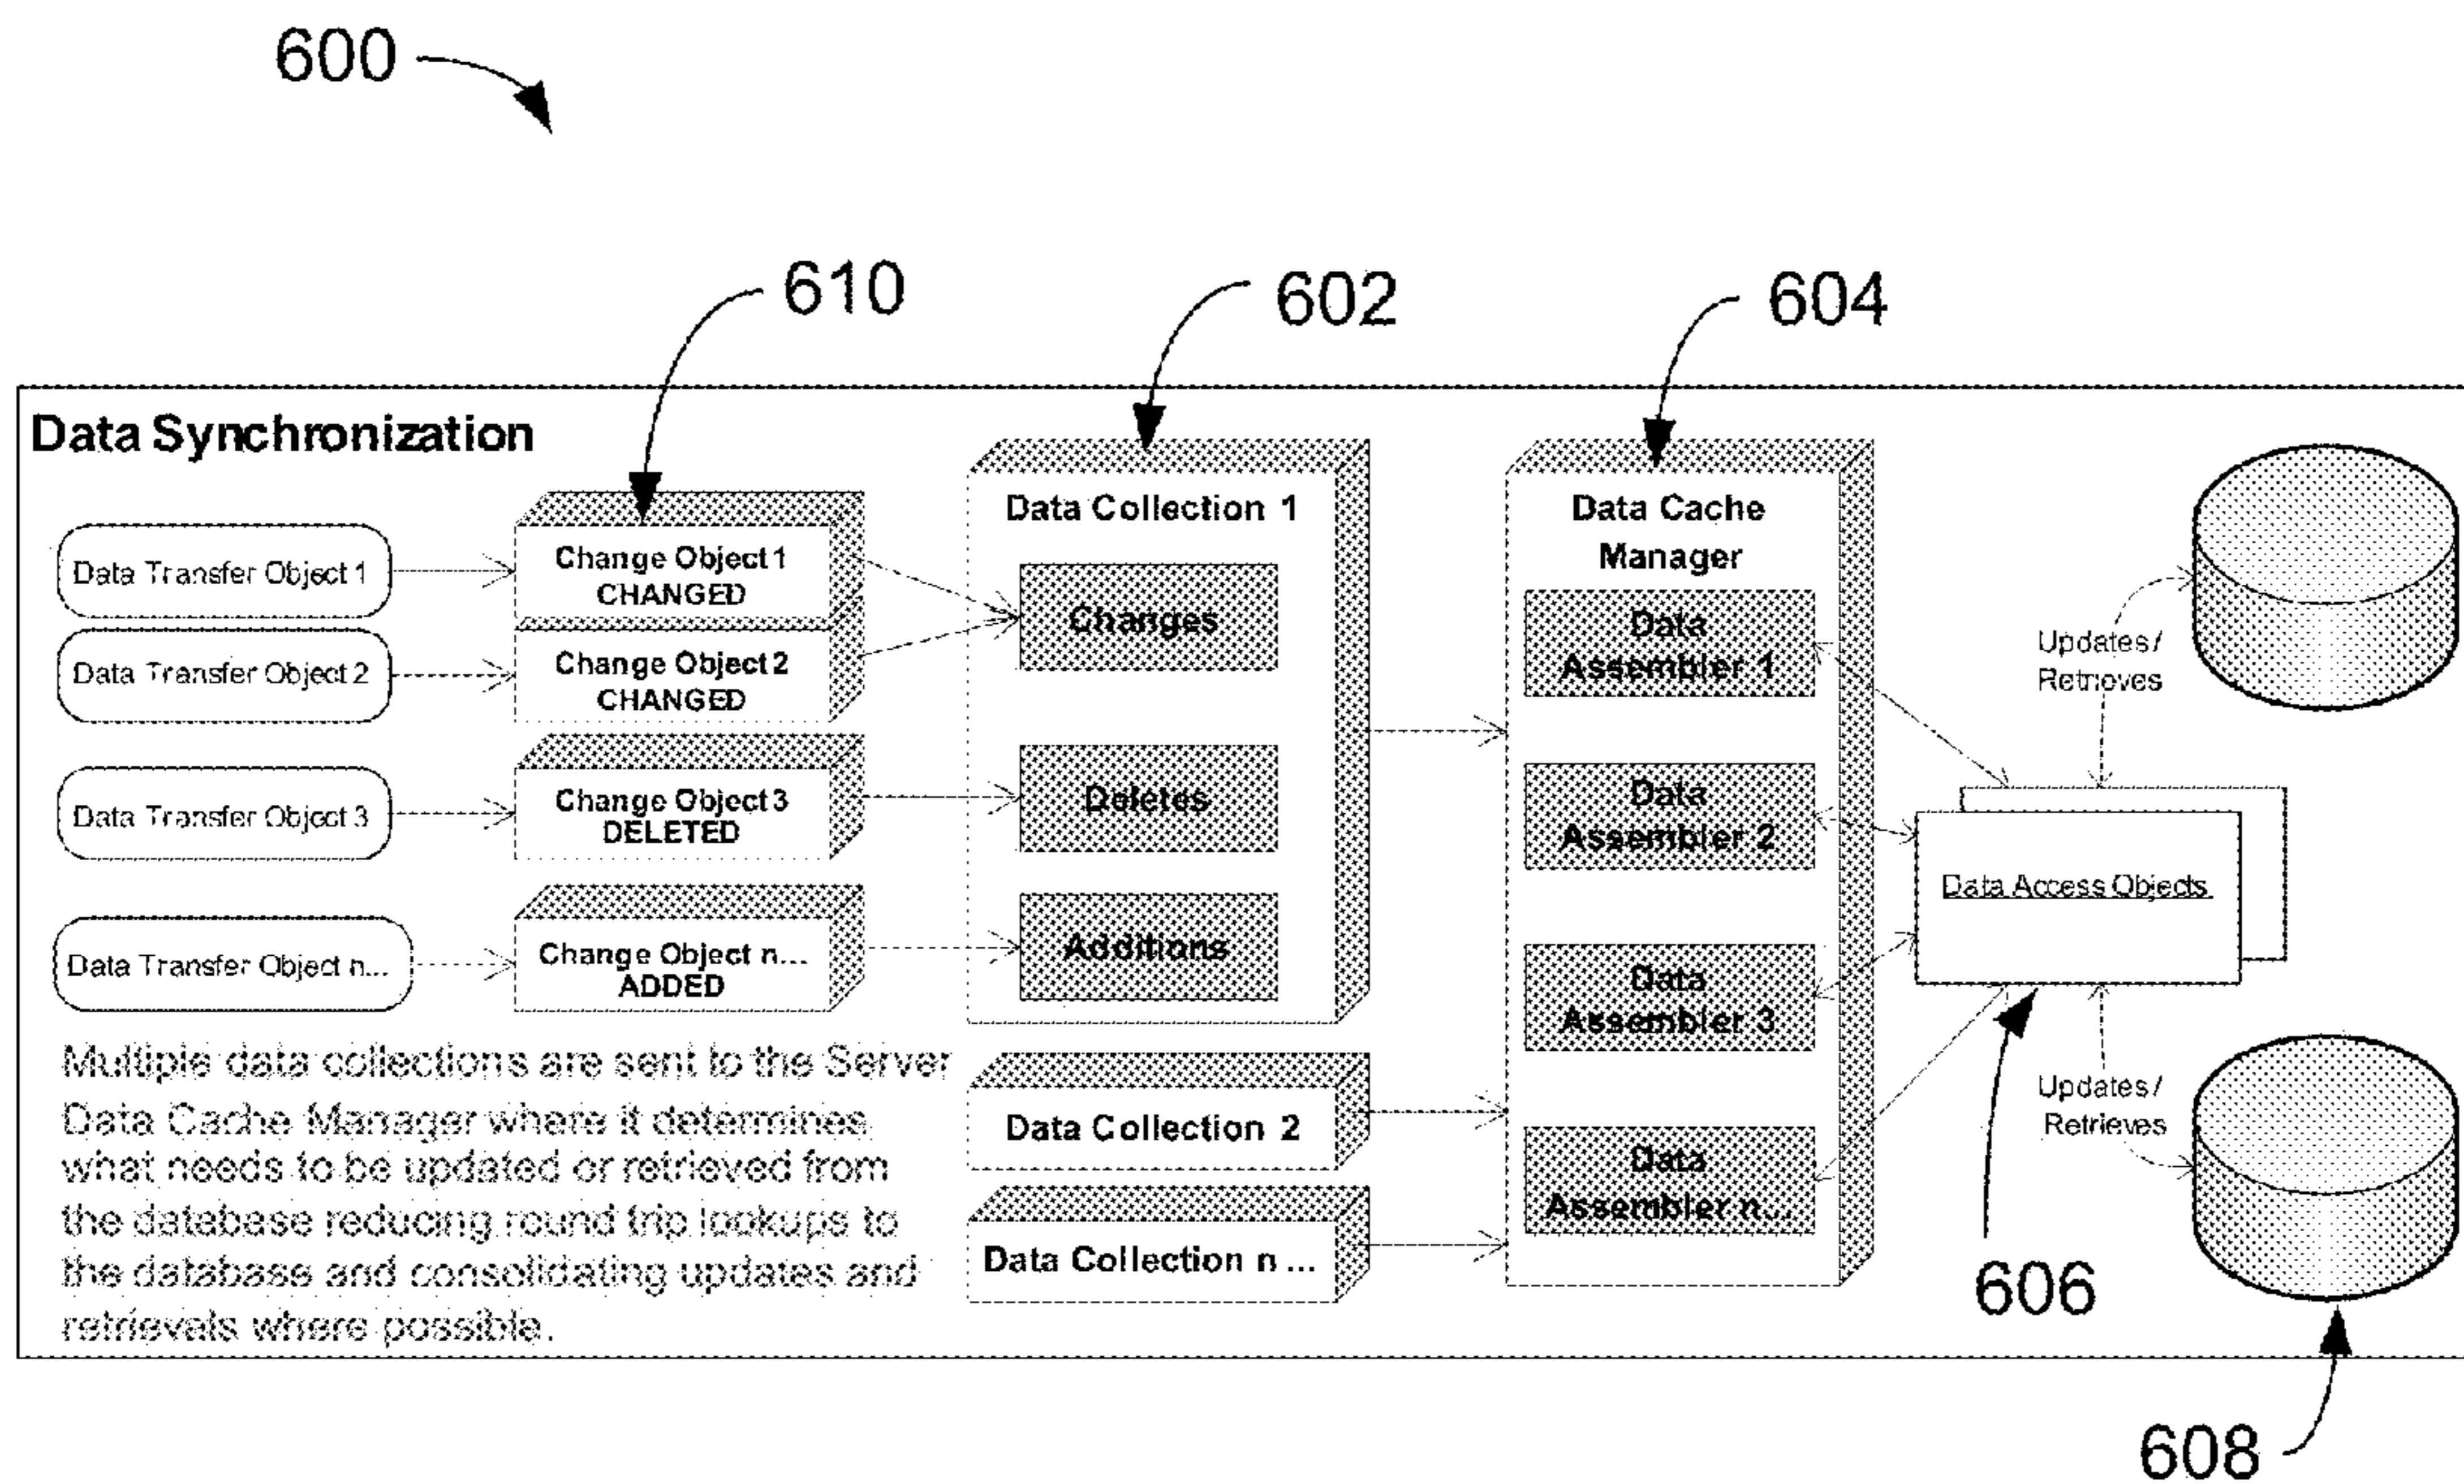 600
610
602
604
Data Synchronization
Data Transfer Object 1
Data Transfer Object 2
Data Transfer Object 3
Data Transfer Object n...
Change Object 1
CHANGED
Change Object 2
CHANGED
Change Object 3
DELETED
Change Object n...
ADDED
Data Collection 1
Changes
Deletes
Additions
Data Collection 2
Data Collection n ...
Data Cache
Manager
Data
Assembler 1
Data
Assembler 2
Data
Assembler 3
Data
Assembler n...
Updates/
Retrieves
Data Access Objects
Updates/
Retrieves
606
608
Multiple data collections are sent to the Server
Data Cache Manager where it determines
what needs to be updated or retrieved from
the database reducing round trip lookups to
the database and consolidating updates and
retrievals where possible.